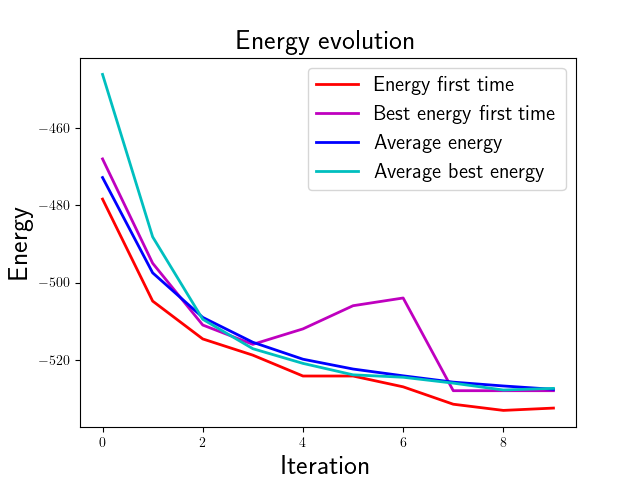 Energy evolution
Energy first time
Best energy first time
Average energy
Average best energy
−460
−480
−500
−520
Energy
0 2 4 6 8
Iteration